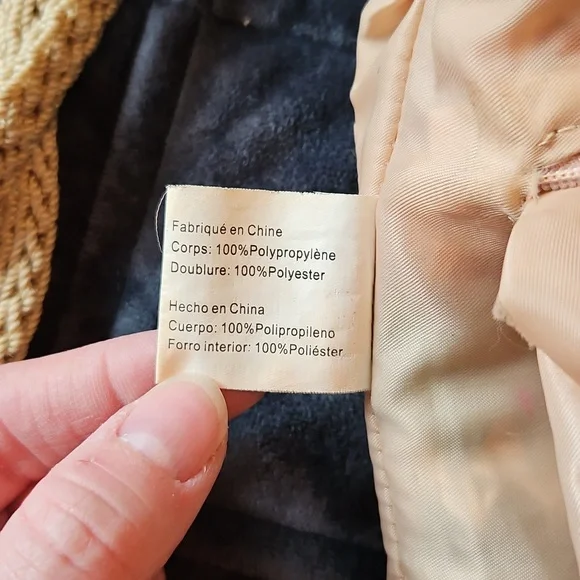 Fabriqué en Chine
Corps: 100%Polypropylène
Doublure: 100%Polyester
Hecho en China
Cuerpo: 100%Polipropileno
Forro interior: 100%Poliéster